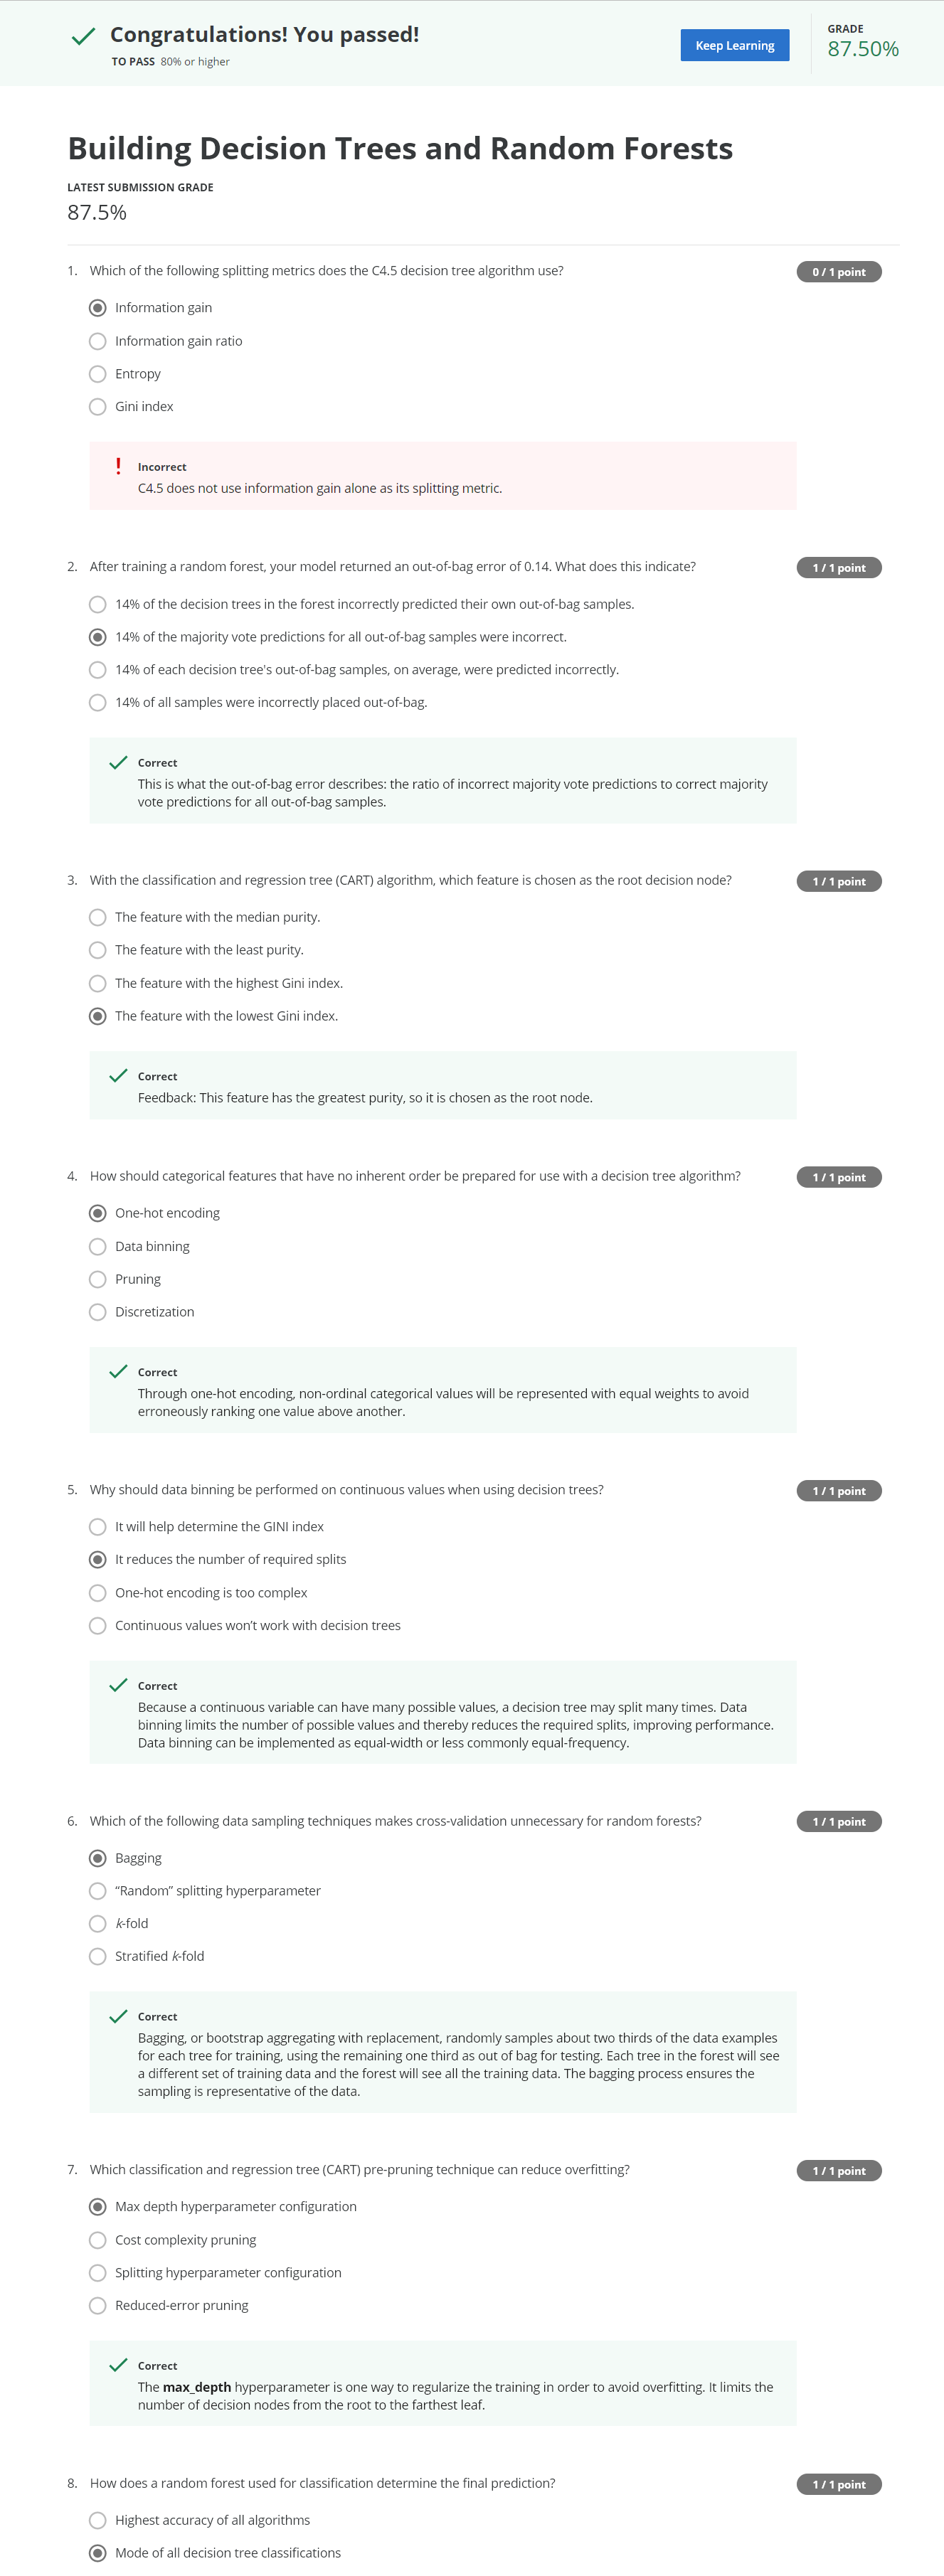 Congratulations! You passed!
TO PASS 80% or higher
Keep Learning
GRADE
87.50%
Building Decision Trees and Random Forests
LATEST SUBMISSION GRADE
87.5%
1. Which of the following splitting metrics does the C4.5 decision tree algorithm use?
0 / 1 point
Information gain
Information gain ratio
Entropy
Gini index
! Incorrect
C4.5 does not use information gain alone as its splitting metric.
2. After training a random forest, your model returned an out-of-bag error of 0.14. What does this indicate?
1 / 1 point
14% of the decision trees in the forest incorrectly predicted their own out-of-bag samples.
14% of the majority vote predictions for all out-of-bag samples were incorrect.
14% of each decision tree's out-of-bag samples, on average, were predicted incorrectly.
14% of all samples were incorrectly placed out-of-bag.
Correct
This is what the out-of-bag error describes: the ratio of incorrect majority vote predictions to correct majority
vote predictions for all out-of-bag samples.
3. With the classification and regression tree (CART) algorithm, which feature is chosen as the root decision node?
1 / 1 point
The feature with the median purity.
The feature with the least purity.
The feature with the highest Gini index.
The feature with the lowest Gini index.
Correct
Feedback: This feature has the greatest purity, so it is chosen as the root node.
4. How should categorical features that have no inherent order be prepared for use with a decision tree algorithm?
1 / 1 point
One-hot encoding
Data binning
Pruning
Discretization
Correct
Through one-hot encoding, non-ordinal categorical values will be represented with equal weights to avoid
erroneously ranking one value above another.
5. Why should data binning be performed on continuous values when using decision trees?
1 / 1 point
It will help determine the GINI index
It reduces the number of required splits
One-hot encoding is too complex
Continuous values won't work with decision trees
Correct
Because a continuous variable can have many possible values, a decision tree may split many times. Data
binning limits the number of possible values and thereby reduces the required splits, improving performance.
Data binning can be implemented as equal-width or less commonly equal-frequency.
6. Which of the following data sampling techniques makes cross-validation unnecessary for random forests?
1 / 1 point
Bagging
“Random” splitting hyperparameter
k-fold
Stratified k-fold
Correct
Bagging, or bootstrap aggregating with replacement, randomly samples about two thirds of the data examples
for each tree for training, using the remaining one third as out of bag for testing. Each tree in the forest will see
a different set of training data and the forest will see all the training data. The bagging process ensures the
sampling is representative of the data.
7. Which classification and regression tree (CART) pre-pruning technique can reduce overfitting?
1 / 1 point
Max depth hyperparameter configuration
Cost complexity pruning
Splitting hyperparameter configuration
Reduced-error pruning
Correct
The max_depth hyperparameter is one way to regularize the training in order to avoid overfitting. It limits the
number of decision nodes from the root to the farthest leaf.
8. How does a random forest used for classification determine the final prediction?
1 / 1 point
Highest accuracy of all algorithms
Mode of all decision tree classifications